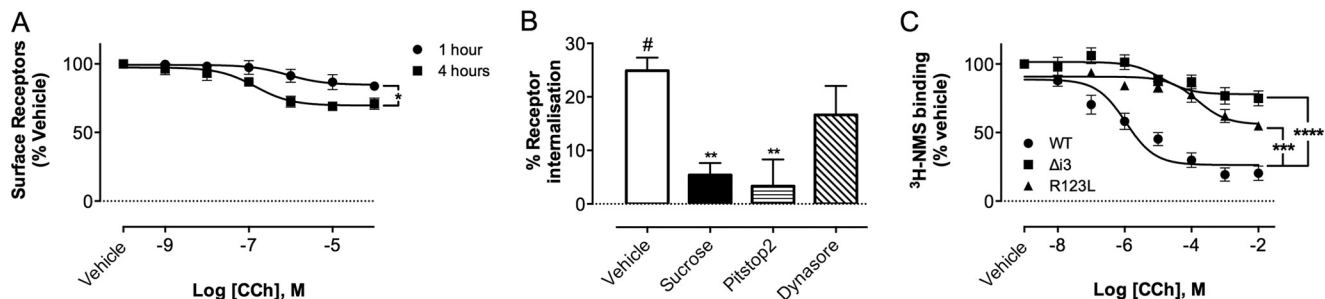 A
Surface Receptors
(% Vehicle)
100
50
0
Vehicle
-9
-7
-5
Log [CCh], M
1 hour
4 hours
*
B
% Receptor
internalisation
30
20
10
0
#
**
**
Vehicle
Sucrose
Pitstop2
Dynasore
C
³H-NMS binding
(% vehicle)
100
50
0
WT
Δi3
R123L
***
****
Vehicle
-8
-6
-4
-2
Log [CCh], M